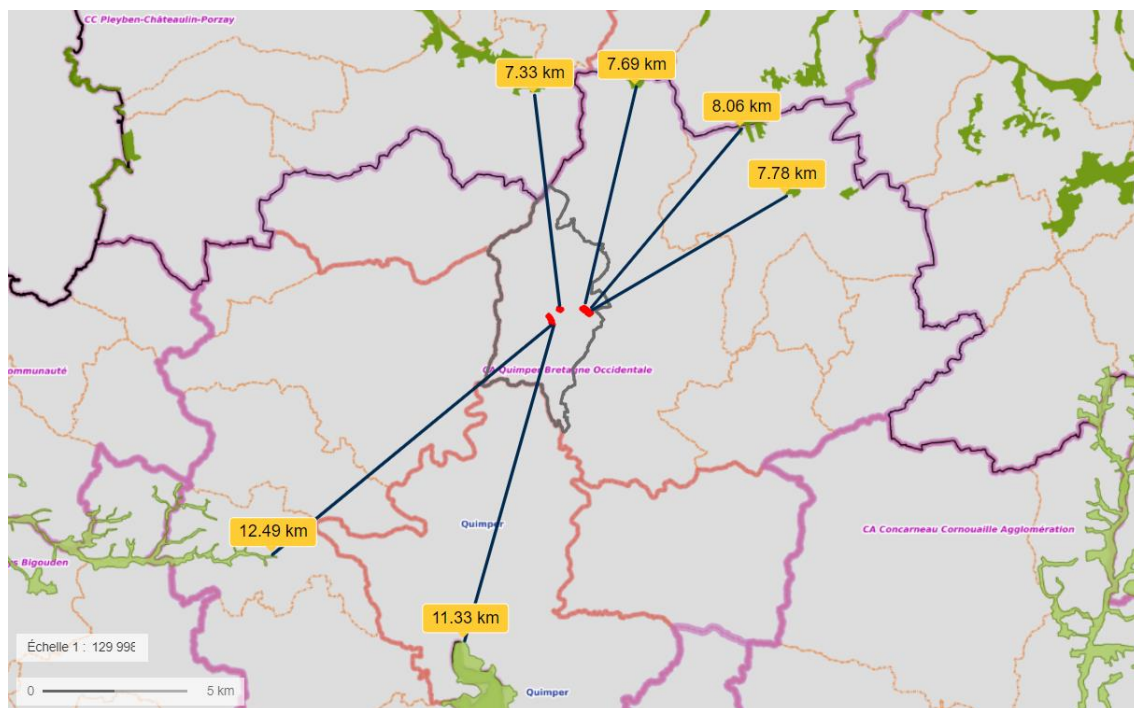 CC Pleyben-Châteaulin-Porzay
7.33 km
7.69 km
8.06 km
7.78 km
ommunauté
CA Quimper Bretagne Occidentale
12.49 km
Quimper
CA Concarneau Cornouaille Agglomération
s Bigouden
11.33 km
Échelle 1 : 129 998
0 5 km
Quimper